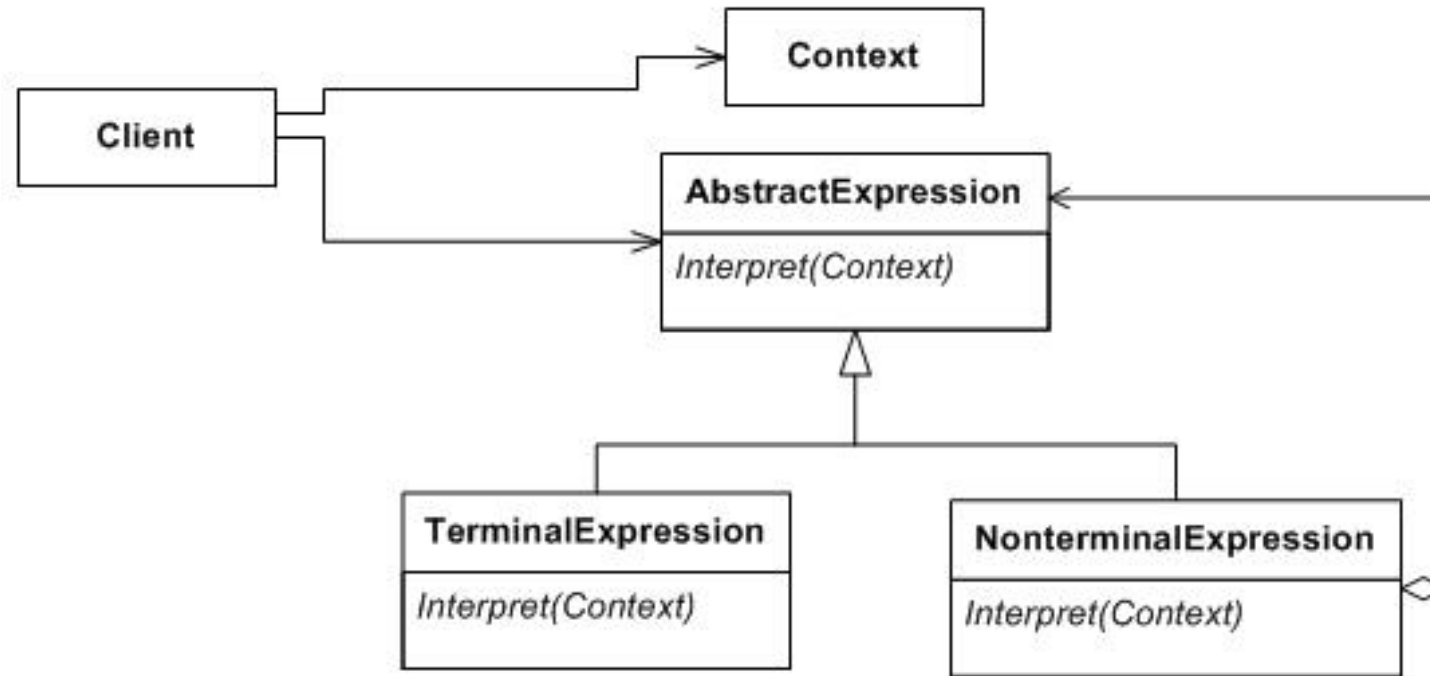 Context
Client
AbstractExpression
Interpret(Context)
TerminalExpression
Interpret(Context)
NonterminalExpression
Interpret(Context)